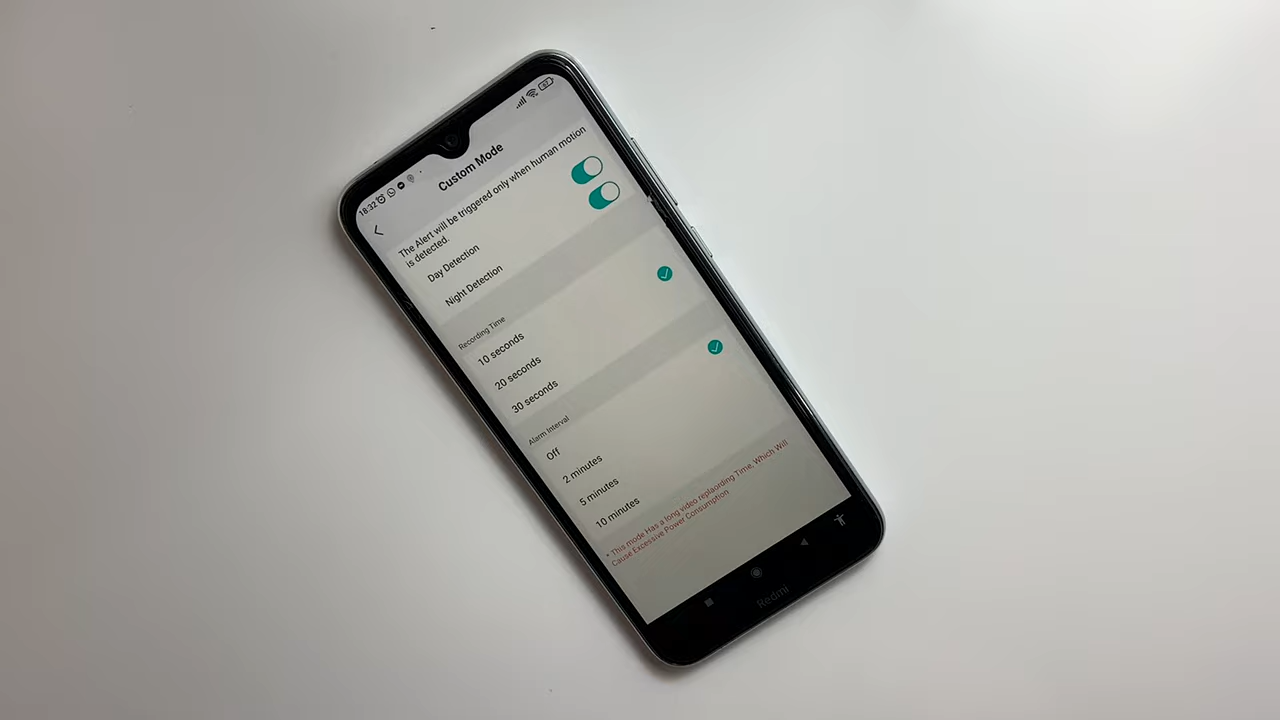 18:32
Custom Mode
The Alert will be triggered only when human motion
is detected.
Day Detection
Night Detection
Recording Time
10 seconds
20 seconds
30 seconds
Alarm Interval
Off
2 minutes
5 minutes
10 minutes
* This mode Has a long video replaording Time, Which Will
Cause Excessive Power Consumption
Redmi